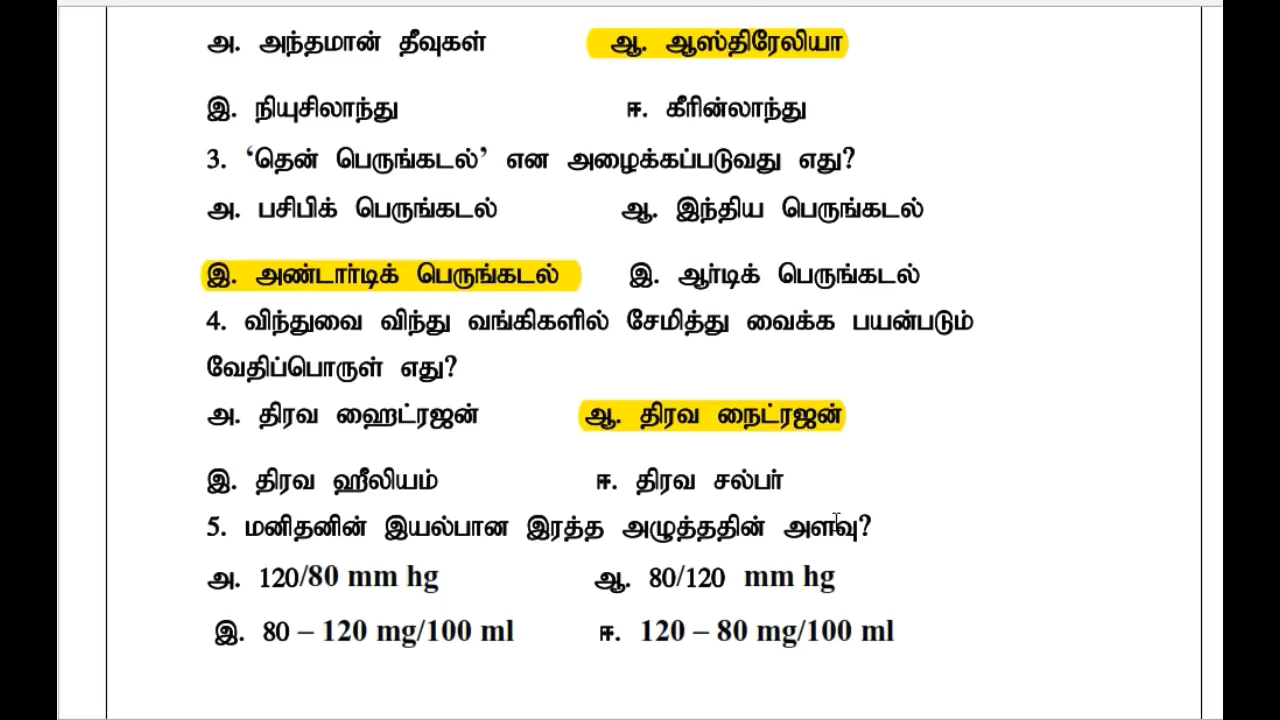 அ. அந்தமான் தீவுகள் ஆ. ஆஸ்திரேலியா
இ. நியுசிலாந்து ஈ. கீரின்லாந்து
3. ‘தென் பெருங்கடல்’ என அழைக்கப்படுவது எது?
அ. பசிபிக் பெருங்கடல் ஆ. இந்திய பெருங்கடல்
இ. அண்டார்டிக் பெருங்கடல் இ. ஆர்டிக் பெருங்கடல்
4. விந்துவை விந்து வங்கிகளில் சேமித்து வைக்க பயன்படும்
வேதிப்பொருள் எது?
அ. திரவ ஹைட்ரஜன் ஆ. திரவ நைட்ரஜன்
இ. திரவ ஹீலியம் ஈ. திரவ சல்பர்
5. மனிதனின் இயல்பான இரத்த அழுத்ததின் அளவு?
அ. 120/80 mm hg ஆ. 80/120 mm hg
இ. 80 – 120 mg/100 ml ஈ. 120 – 80 mg/100 ml